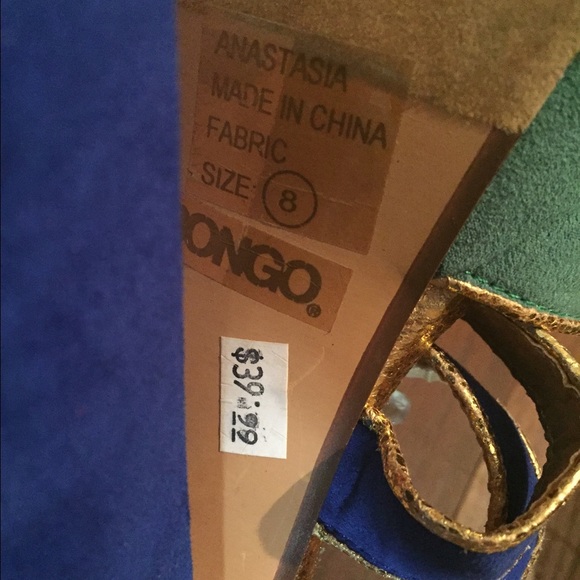 ANASTASIA
MADE IN CHINA
FABRIC
SIZE: 8
ONGO®
$39.99